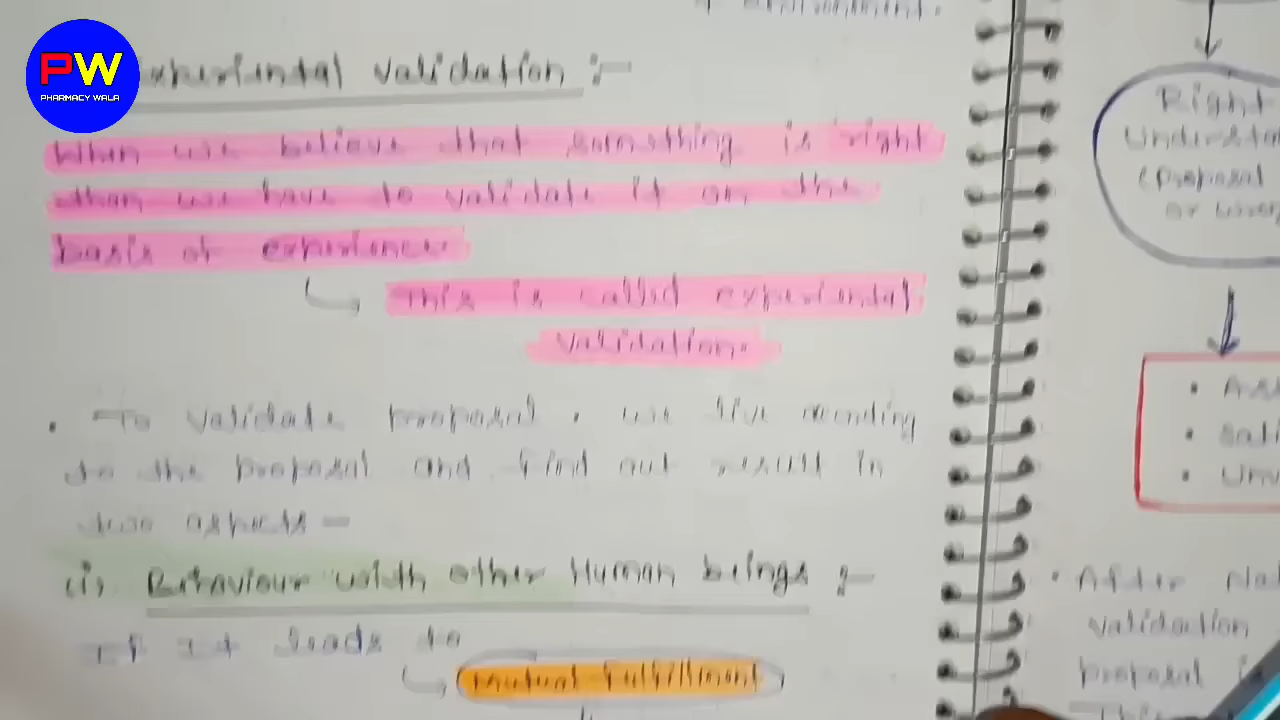 PW
PHARMACY WALA
Experiental validation :-
When we believe that something is right
then we have to validate it on the
basis of experience
This is called experiental
validation.
• To validate proposal, we live
to the proposal and find out result in
two aspects -
(i) Behaviour with other Human beings :-
If It leads to
Mutual Fulfillment
Right
(Proposal
• After
validation
proposal